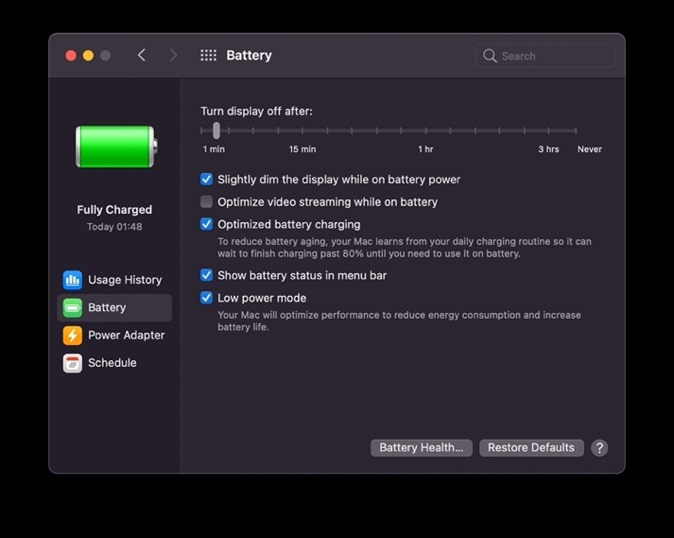 Battery
Search
Fully Charged
Today 01:48
Usage History
Battery
Power Adapter
Schedule
Turn display off after:
1 min 15 min 1 hr 3 hrs Never
Slightly dim the display while on battery power
Optimize video streaming while on battery
Optimized battery charging
To reduce battery aging, your Mac learns from your daily charging routine so it can
wait to finish charging past 80% until you need to use it on battery.
Show battery status in menu bar
Low power mode
Your Mac will optimize performance to reduce energy consumption and increase
battery life.
Battery Health... Restore Defaults ?